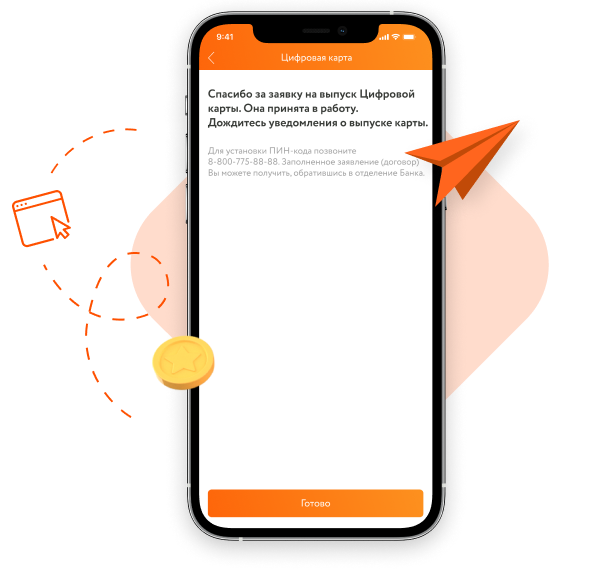 9:41
Цифровая карта
Спасибо за заявку на выпуск Цифровой
карты. Она принята в работу.
Дождитесь уведомления о выпуске карты.
Для установки ПИН-кода позвоните
8-800-775-88-88. Заполненное заявление (договор)
Вы можете получить, обратившись в отделение Банка.
Готово